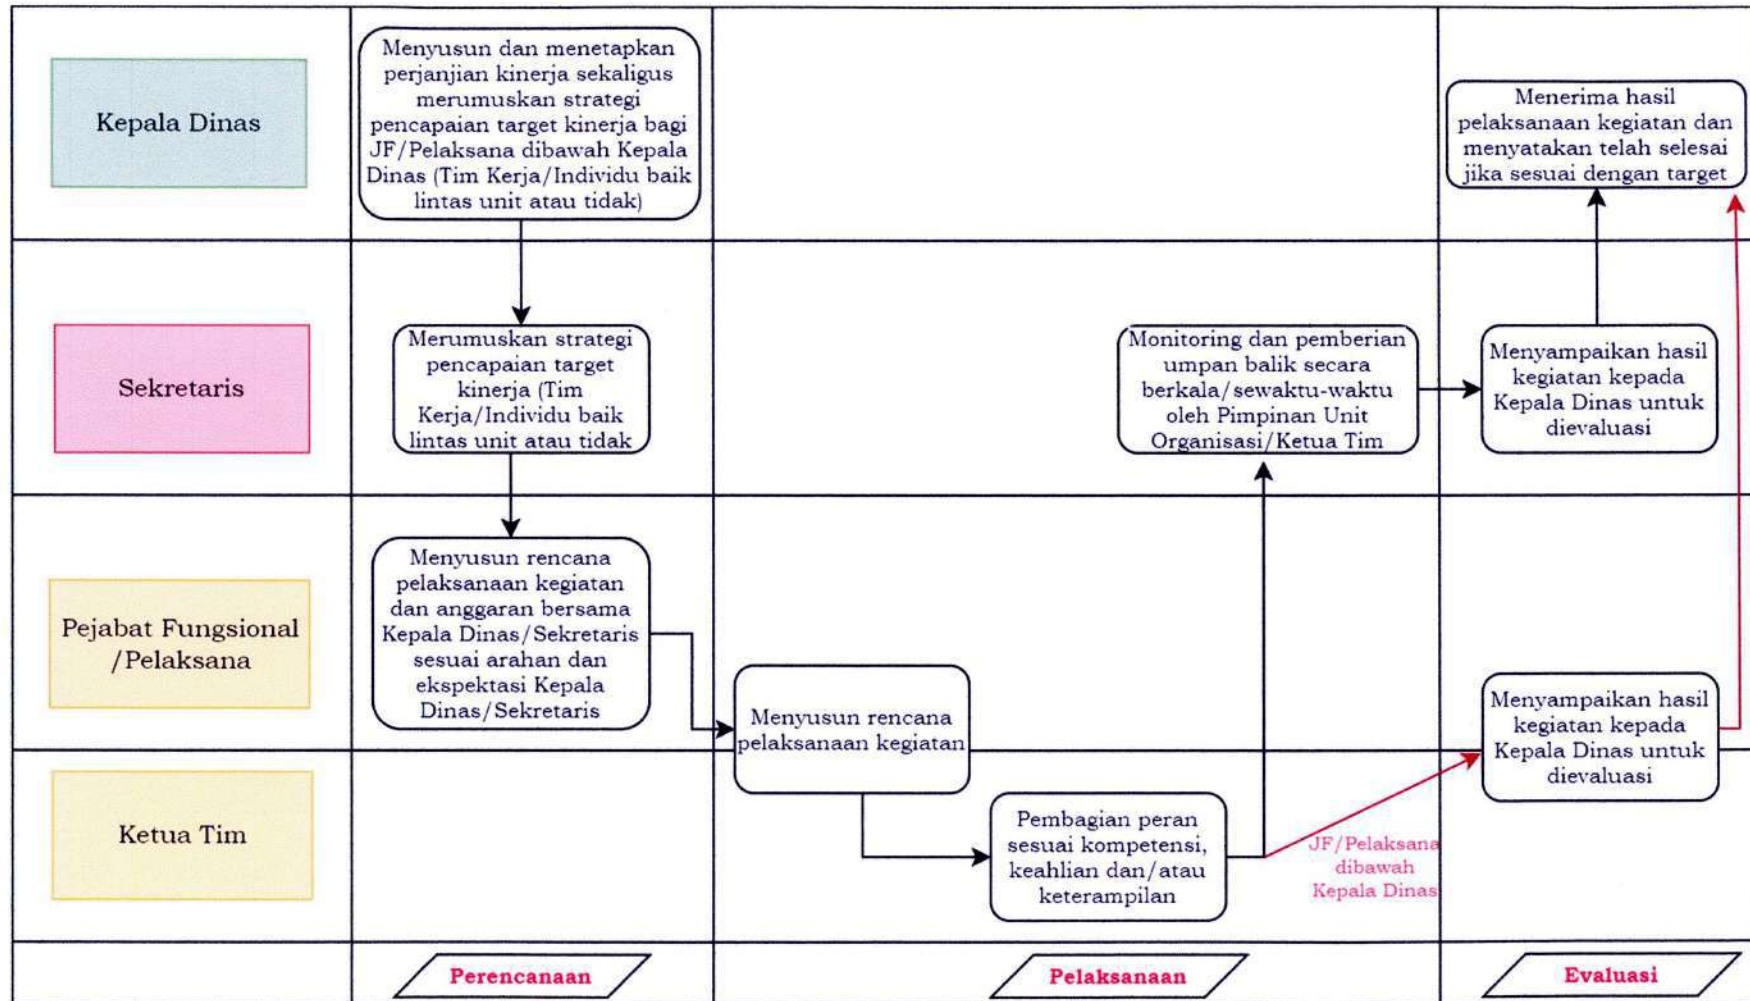 Kepala Dinas
Menyusun dan menetapkan
perjanjian kinerja sekaligus
merumuskan strategi
pencapaian target kinerja bagi
JF/Pelaksana dibawah Kepala
Dinas (Tim Kerja/Individu baik
lintas unit atau tidak)
Menerima hasil
pelaksanaan kegiatan dan
menyatakan telah selesai
jika sesuai dengan target
Sekretaris
Merumuskan strategi
pencapaian target
kinerja (Tim
Kerja/Individu baik
lintas unit atau tidak
Monitoring dan pemberian
umpan balik secara
berkala/sewaktu-waktu
oleh Pimpinan Unit
Organisasi/Ketua Tim
Menyampaikan hasil
kegiatan kepada
Kepala Dinas untuk
dievaluasi
Pejabat Fungsional
/Pelaksana
Menyusun rencana
pelaksanaan kegiatan
dan anggaran bersama
Kepala Dinas/Sekretaris
sesuai arahan dan
ekspektasi Kepala
Dinas/Sekretaris
Menyusun rencana
pelaksanaan kegiatan
Menyampaikan hasil
kegiatan kepada
Kepala Dinas untuk
dievaluasi
Ketua Tim
Pembagian peran
sesuai kompetensi,
keahlian dan/atau
keterampilan
JF/Pelaksana
dibawah
Kepala Dinas
Perencanaan
Pelaksanaan
Evaluasi